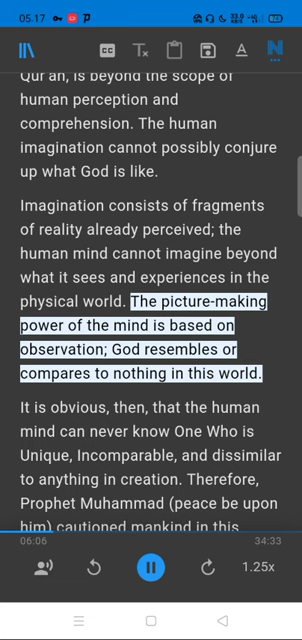 05.17
CC
Qur'an, is beyond the scope of
human perception and
comprehension. The human
imagination cannot possibly conjure
up what God is like.
Imagination consists of fragments
of reality already perceived; the
human mind cannot imagine beyond
what it sees and experiences in the
physical world. The picture-making
power of the mind is based on
observation; God resembles or
compares to nothing in this world.
It is obvious, then, that the human
mind can never know One Who is
Unique, Incomparable, and dissimilar
to anything in creation. Therefore,
Prophet Muhammad (peace be upon
him) cautioned mankind in this
06:06
34:33
1.25x